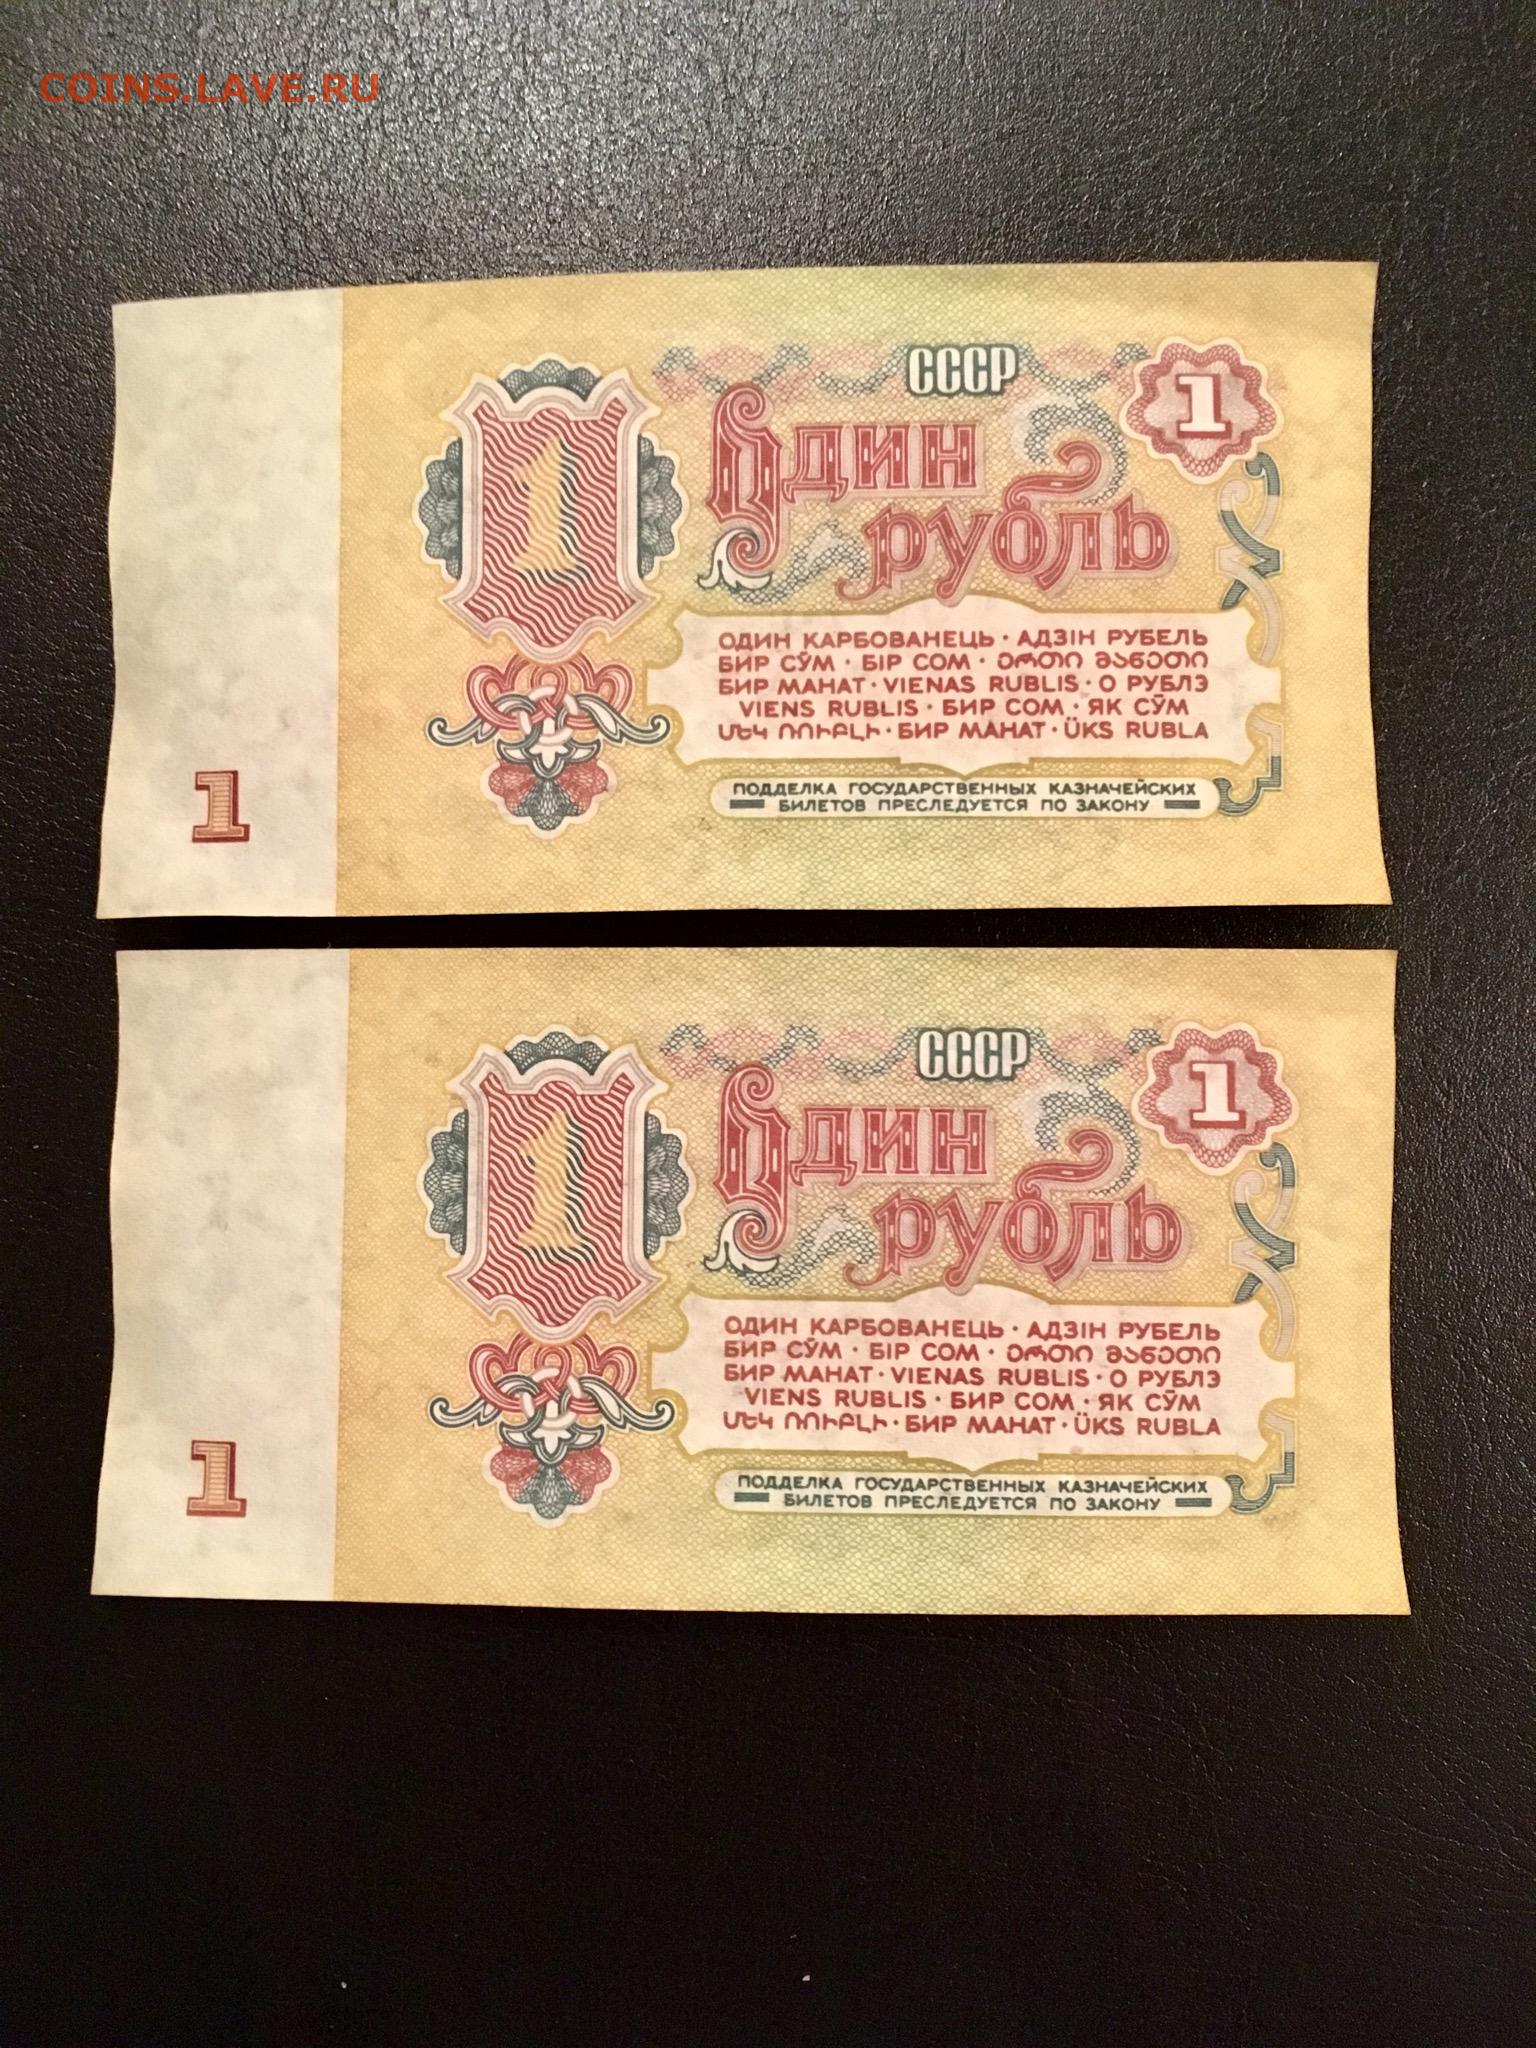 COINS.LAVE.RU
СССР
1
1
Один
рубль
ОДИН КАРБОВАНЕЦЬ · АДЗІН РУБЕЛЬ
БИР СЎМ · БІР СОМ · ᲔᲠᲗᲘ ᲛᲐᲜᲔᲗᲘ
БИР МАНАТ · VIENAS RUBLIS · О РУБЛЭ
VIENS RUBLIS · БИР СОМ · ЯК СӮМ
ՄԵԿ ՌՈՒԲԼԻ · БИР МАНАТ · ÜKS RUBLA
ПОДДЕЛКА ГОСУДАРСТВЕННЫХ КАЗНАЧЕЙСКИХ
БИЛЕТОВ ПРЕСЛЕДУЕТСЯ ПО ЗАКОНУ
1
СССР
1
1
Один
рубль
ОДИН КАРБОВАНЕЦЬ · АДЗІН РУБЕЛЬ
БИР СЎМ · БІР СОМ · ᲔᲠᲗᲘ ᲛᲐᲜᲔᲗᲘ
БИР МАНАТ · VIENAS RUBLIS · О РУБЛЭ
VIENS RUBLIS · БИР СОМ · ЯК СӮМ
ՄԵԿ ՌՈՒԲԼԻ · БИР МАНАТ · ÜKS RUBLA
ПОДДЕЛКА ГОСУДАРСТВЕННЫХ КАЗНАЧЕЙСКИХ
БИЛЕТОВ ПРЕСЛЕДУЕТСЯ ПО ЗАКОНУ
1